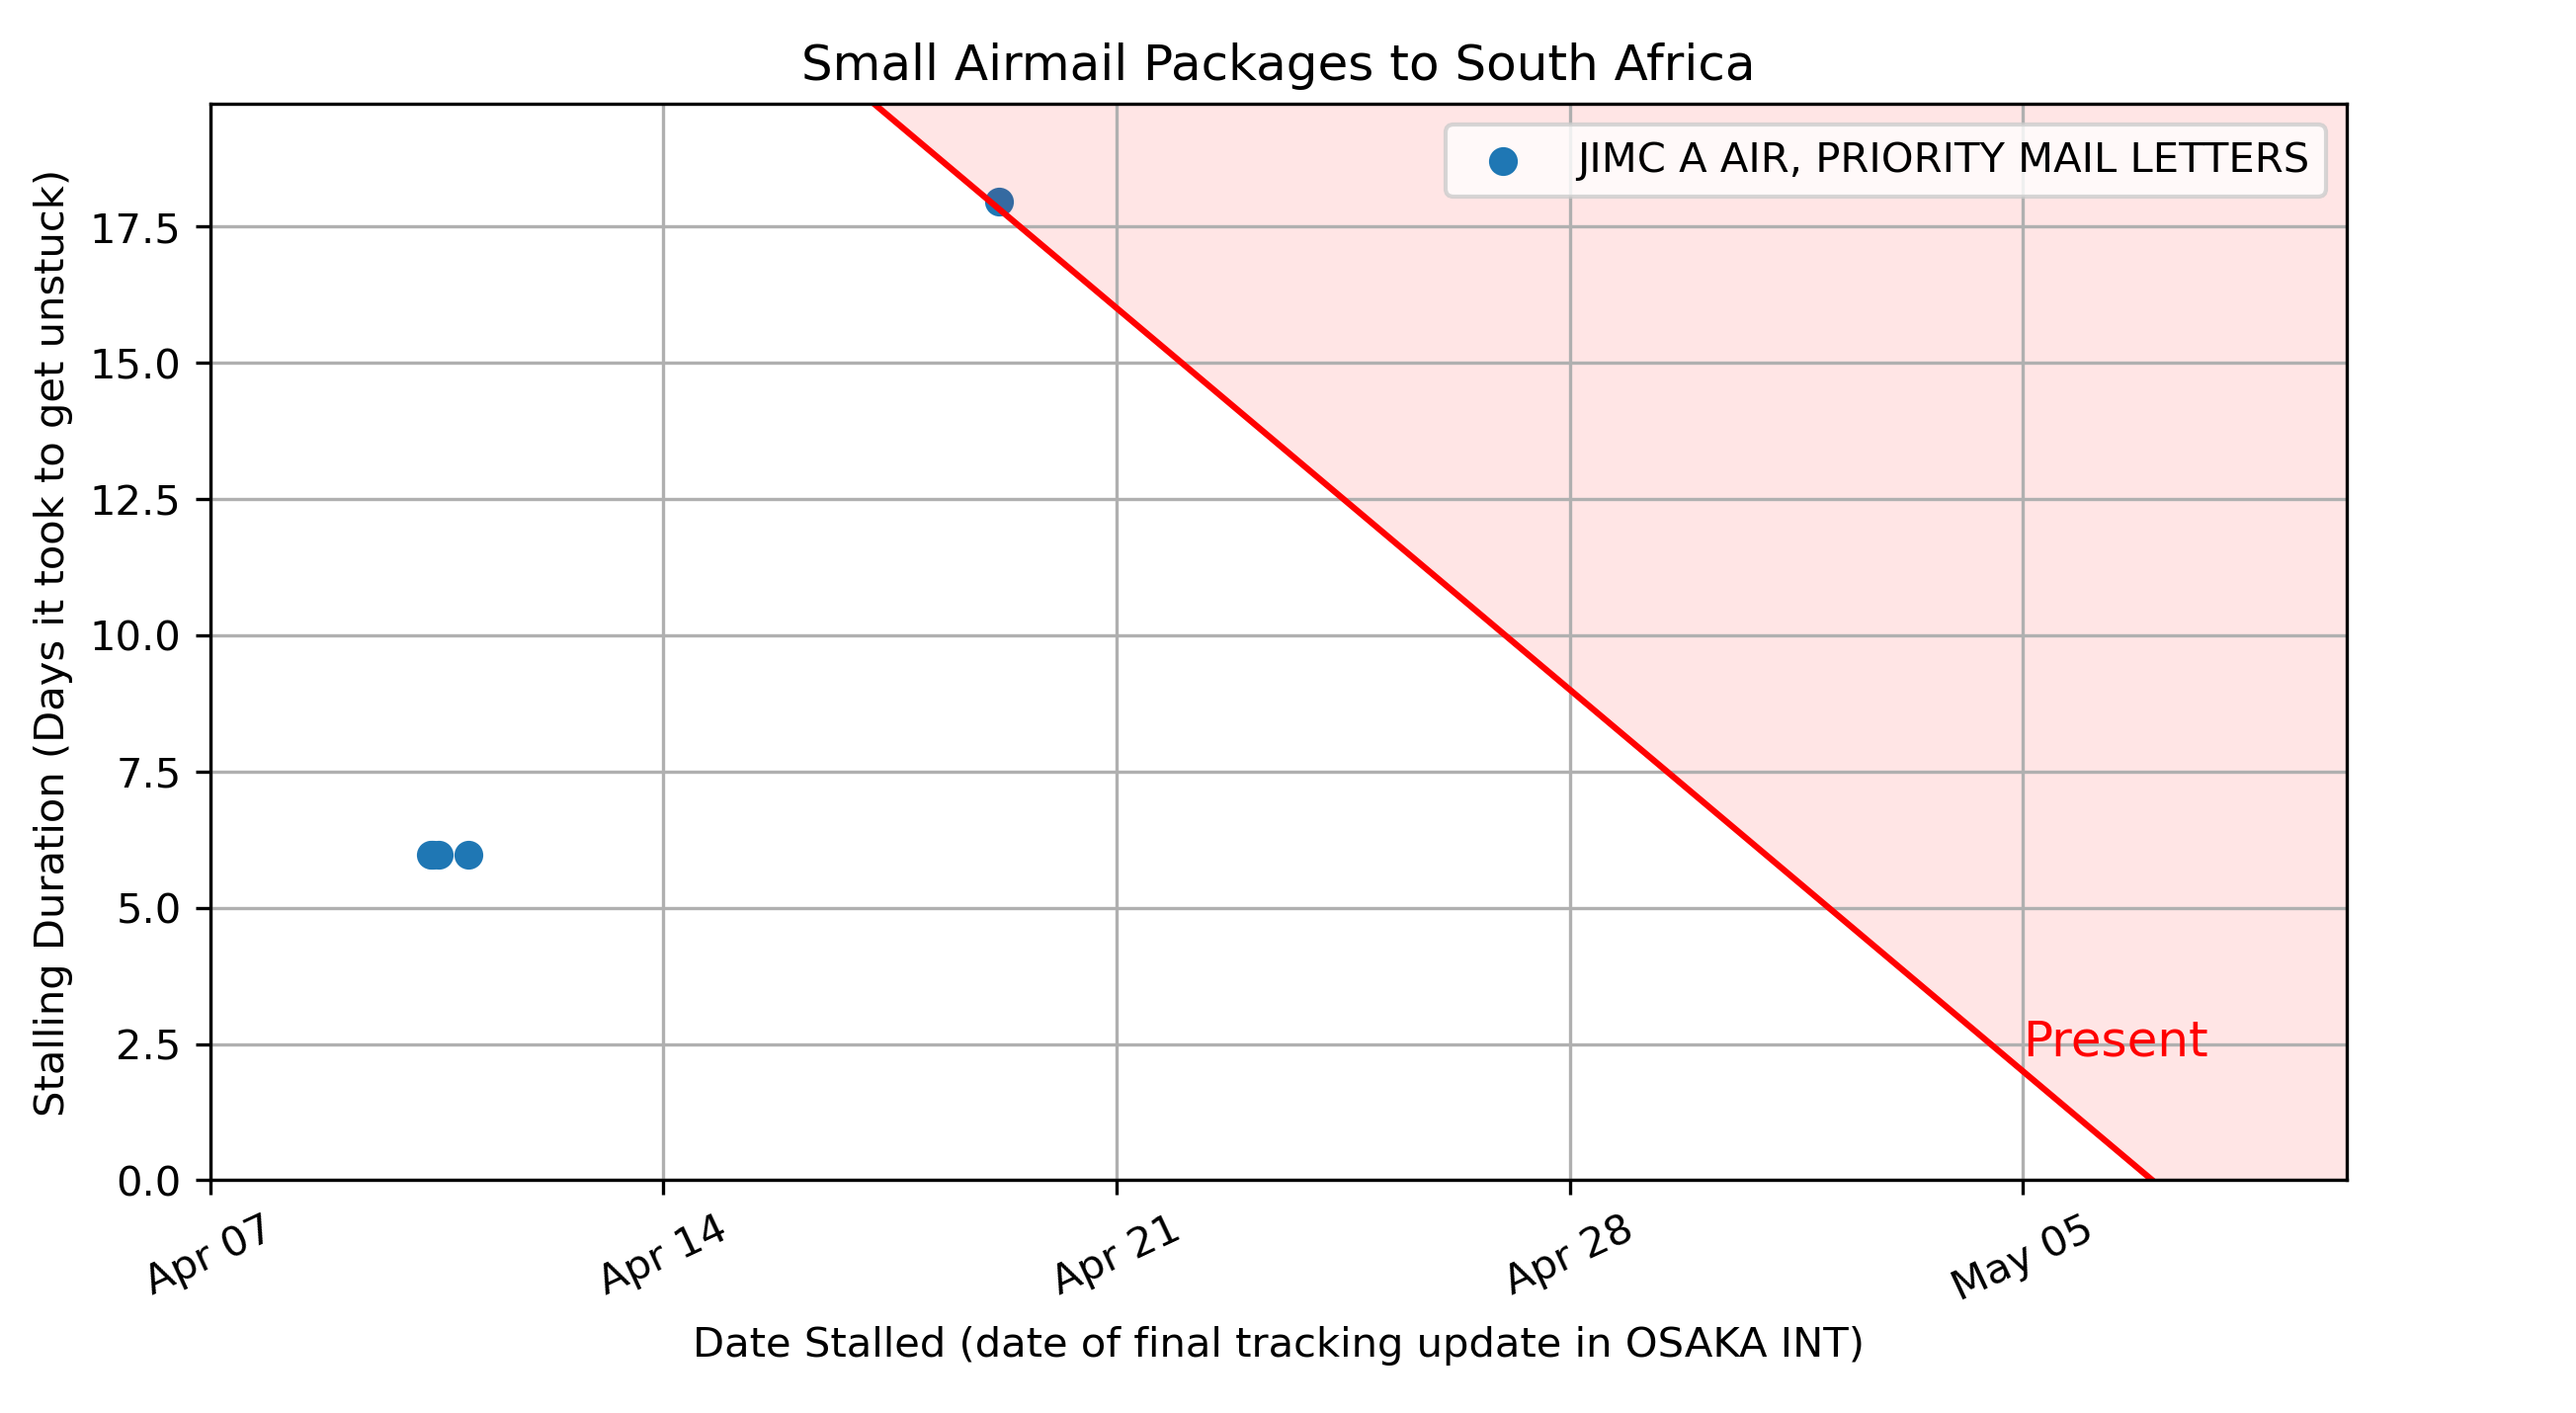 Small Airmail Packages to South Africa
JIMC A AIR, PRIORITY MAIL LETTERS
Stalling Duration (Days it took to get unstuck)
17.5
15.0
12.5
10.0
7.5
5.0
2.5
0.0
Present
Apr 07
Apr 14
Apr 21
Apr 28
May 05
Date Stalled (date of final tracking update in OSAKA INT)